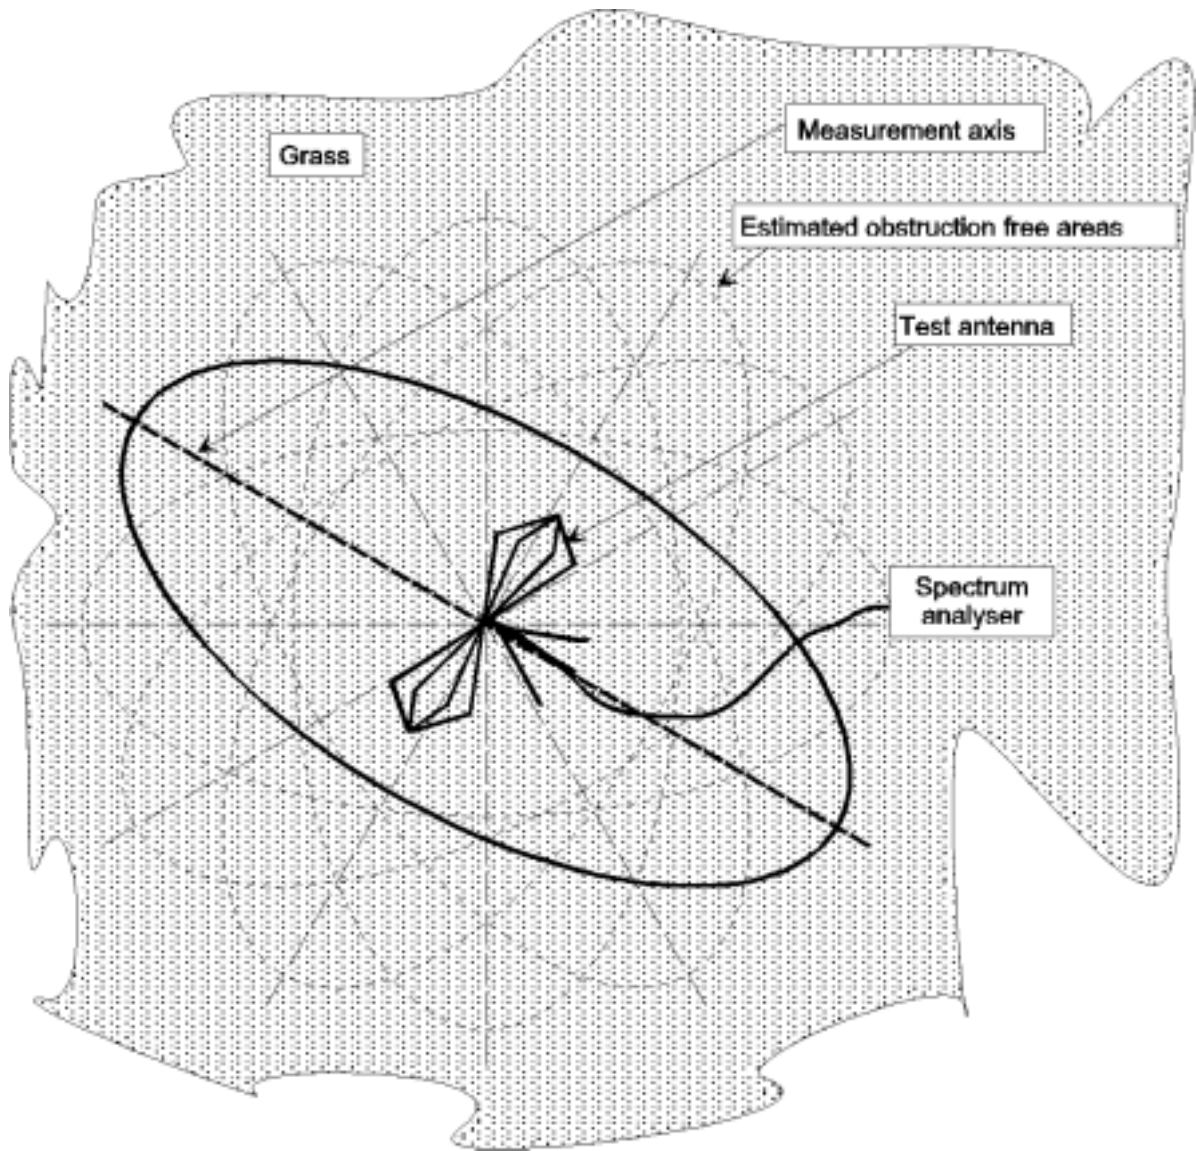 Measurement axis
Grass
Estimated obstruction free areas
Test antenna
Spectrum
analyser